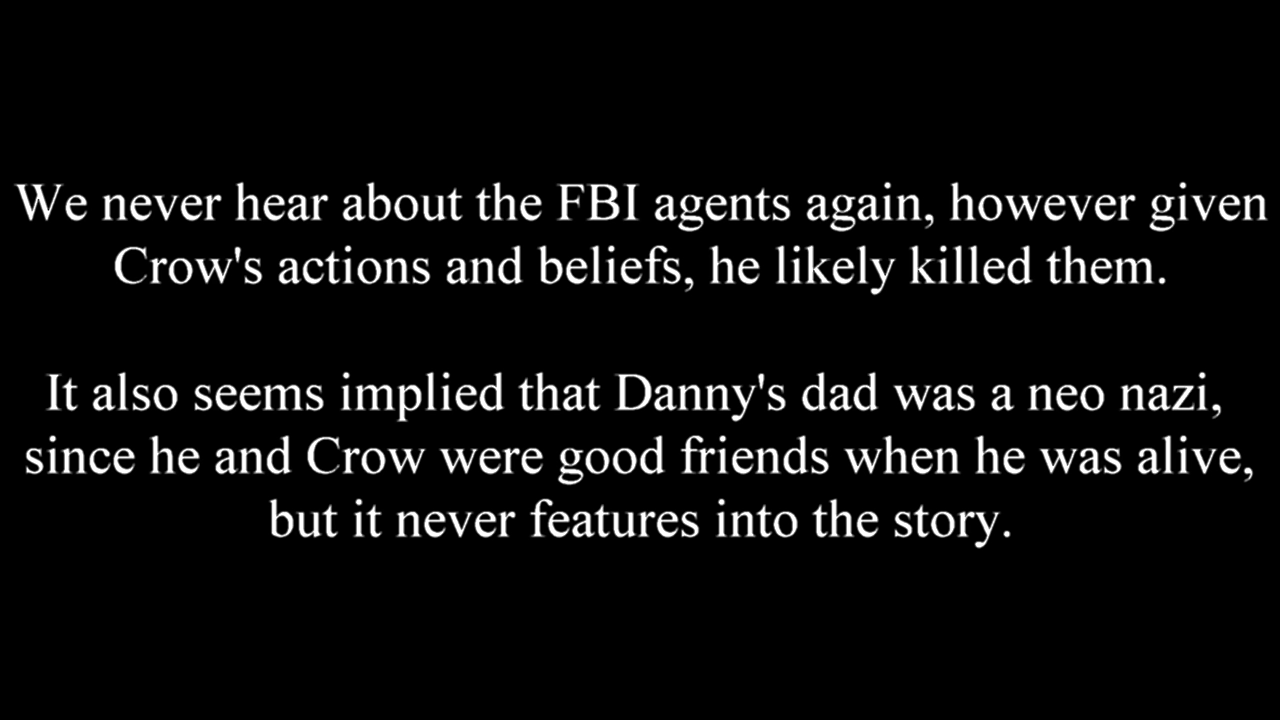 We never hear about the FBI agents again, however given
Crow's actions and beliefs, he likely killed them.
It also seems implied that Danny's dad was a neo nazi,
since he and Crow were good friends when he was alive,
but it never features into the story.